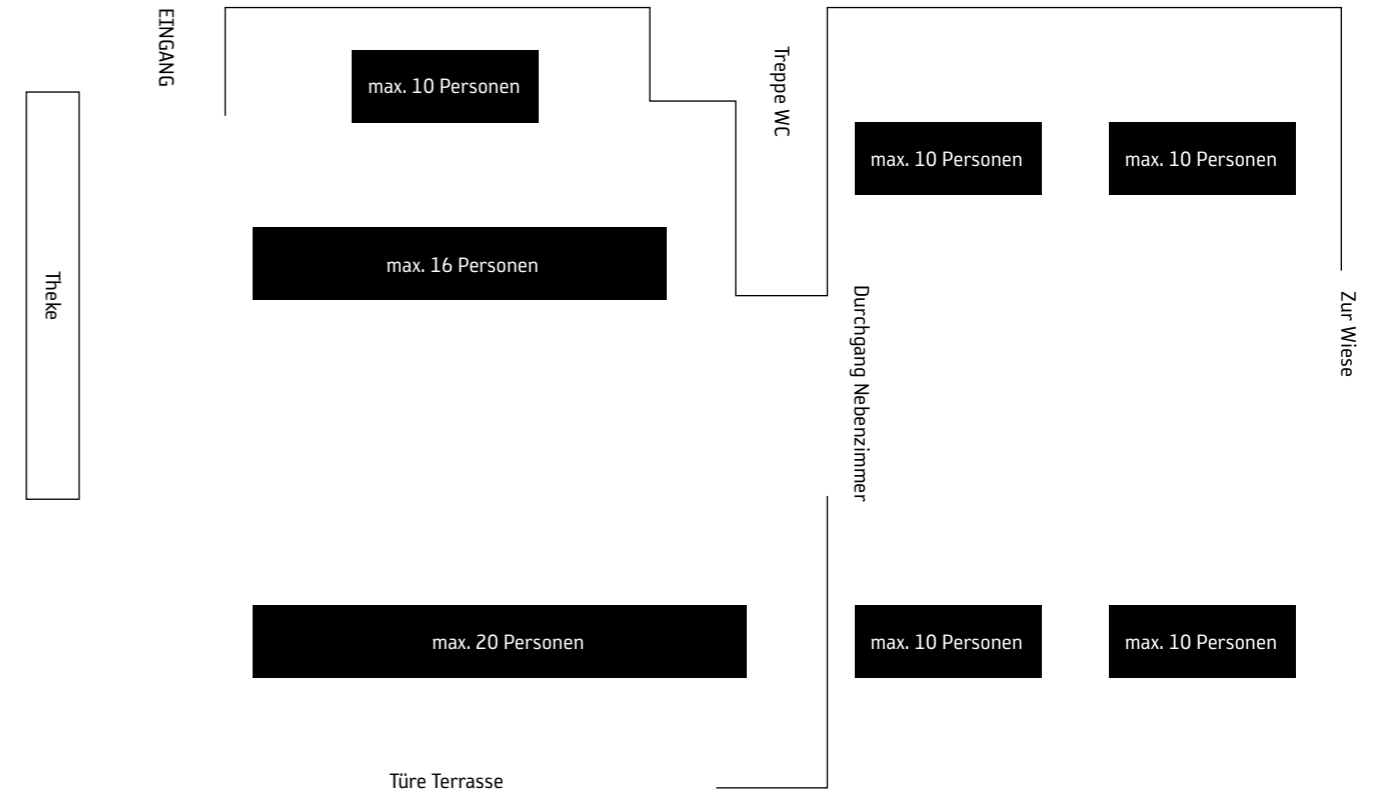 EINGANG
max. 10 Personen
Treppe WC
max. 10 Personen
max. 10 Personen
Theke
max. 16 Personen
Durchgang Nebenzimmer
Zur Wiese
max. 20 Personen
max. 10 Personen
max. 10 Personen
Türe Terrasse